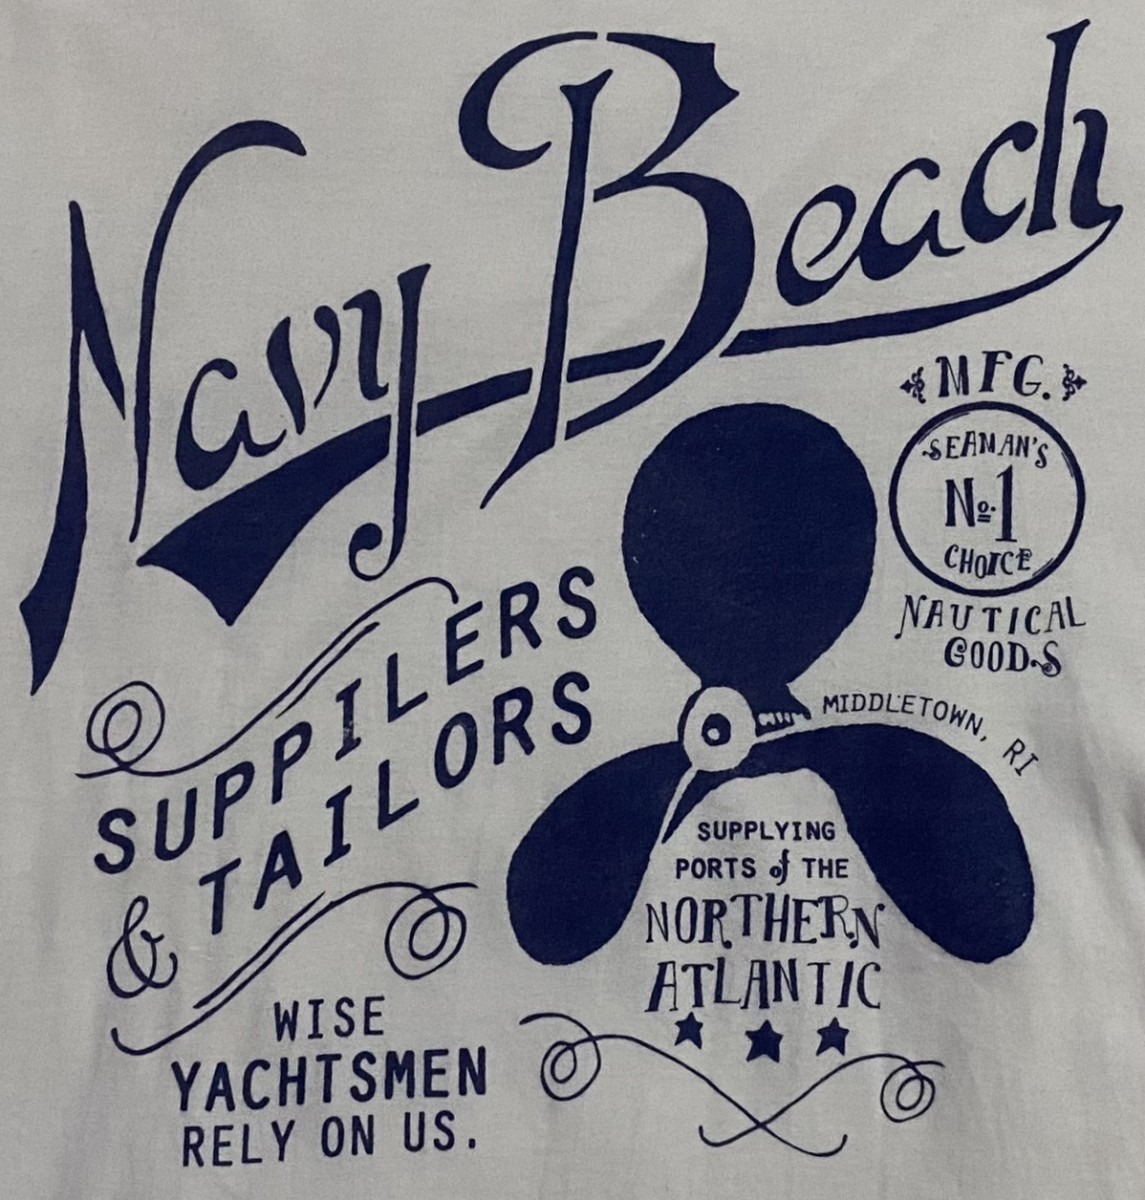 Navy Beach
MFG.
SEAMAN'S
No. 1
CHOICE
NAUTICAL
GOODS
SUPPILERS
& TAILORS
MIDDLETOWN, RI
SUPPLYING
PORTS of THE
NORTHERN
ATLANTIC
WISE
YACHTSMEN
RELY ON US.